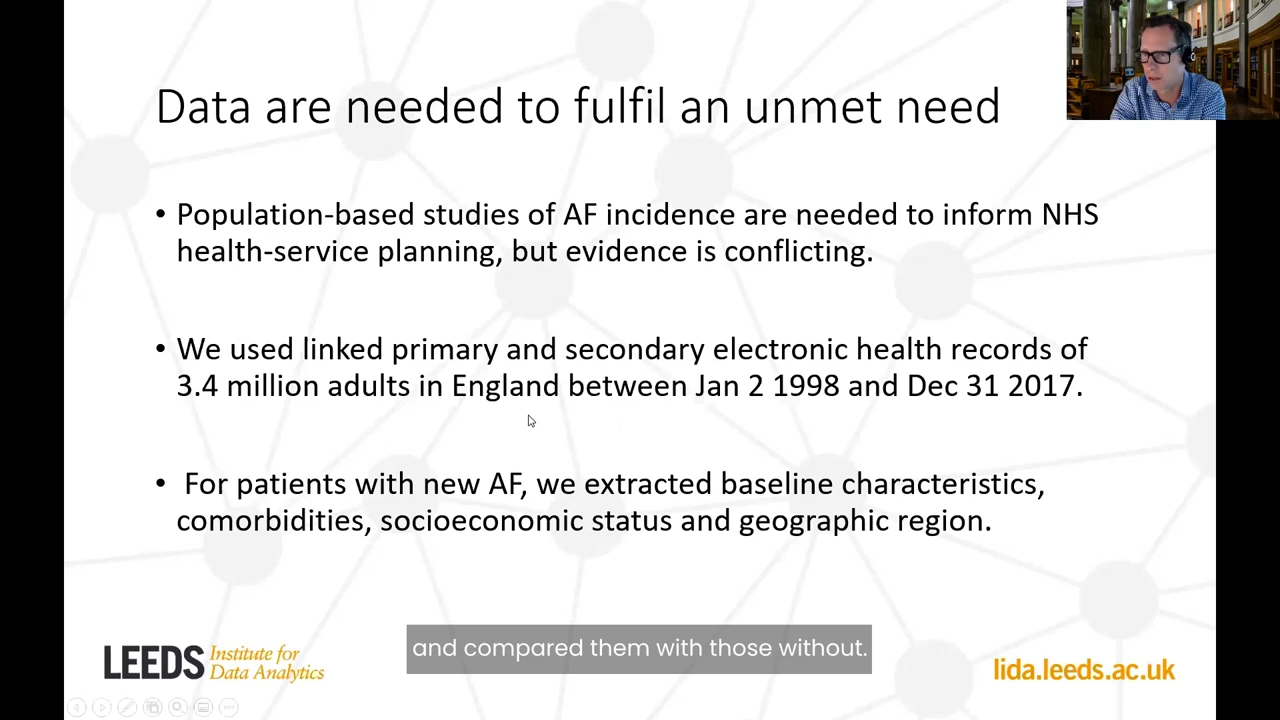 Data are needed to fulfil an unmet need
• Population-based studies of AF incidence are needed to inform NHS
health-service planning, but evidence is conflicting.
• We used linked primary and secondary electronic health records of
3.4 million adults in England between Jan 2 1998 and Dec 31 2017.
• For patients with new AF, we extracted baseline characteristics,
comorbidities, socioeconomic status and geographic region.
and compared them with those without.
LEEDS Institute for
Data Analytics
lida.leeds.ac.uk